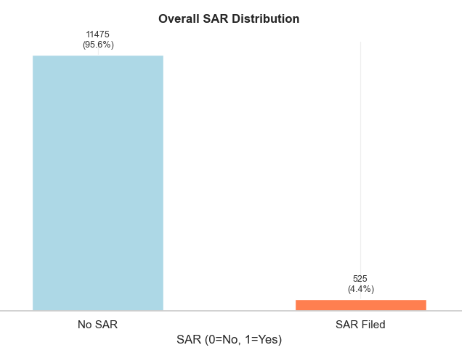 Overall SAR Distribution
11475
(95.6%)
525
(4.4%)
No SAR
SAR Filed
SAR (0=No, 1=Yes)